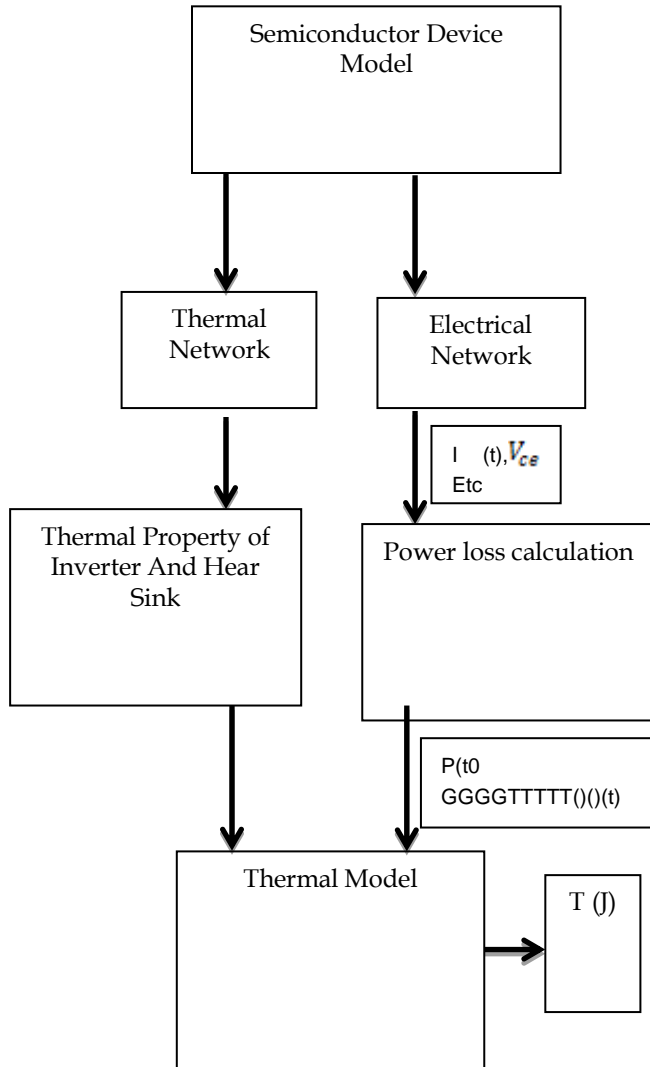 Semiconductor Device
Model
Thermal
Network
Electrical
Network
I (t),V_ce
Etc
Thermal Property of
Inverter And Hear
Sink
Power loss calculation
P(t0
GGGGTTTTT()()(t)
Thermal Model
T (J)